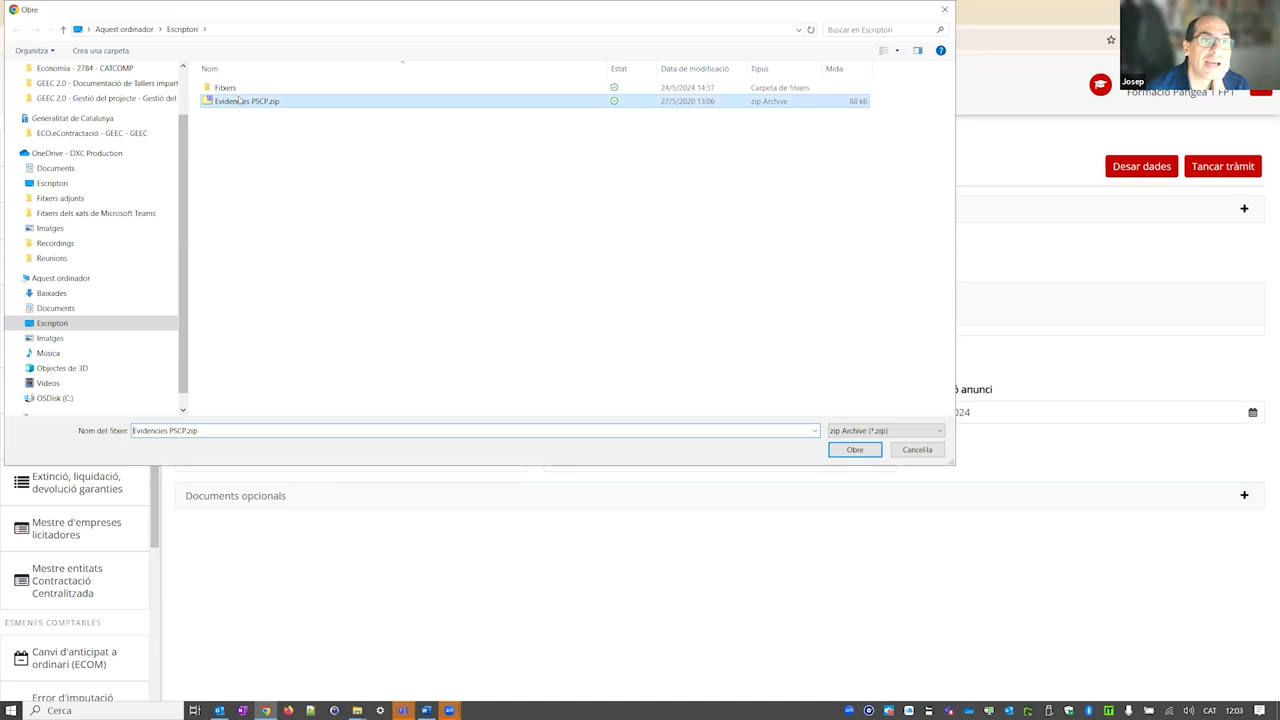 Obre
Aquest ordinador
Escriptori
Buscar en Escriptori
Josep
Formació Pangea 1 FP1
Organitza
Crea una carpeta
Economia - 2784 - CATCOMP
GEEC 2.0 - Documentació de Tallers impart
GEEC 2.0 - Gestió del projecte - Gestió del
Generalitat de Catalunya
ECO.eContractació - GEEC - GEEC
OneDrive - DXC Production
Documents
Escriptori
Fitxers adjunts
Fitxers dels xats de Microsoft Teams
Imatges
Recordings
Reunions
Aquest ordinador
Baixades
Documents
Escriptori
Imatges
Música
Objectes de 3D
Vídeos
OSDisk (C:)
Nom Estat Data de modificació Tipus Mida
Fitxers 24/5/2024 14:37 Carpeta de fitxers
Evidencies PSCP.zip 27/5/2020 13:06 zip Archive 88 kB
Nom del fitxer: Evidencies PSCP.zip zip Archive (*.zip)
Obre Cancel·la
Desar dades Tancar tràmit
ó anunci
024
Documents opcionals
Extinció, liquidació,
devolució garanties
Mestre d'empreses
licitadores
Mestre entitats
Contractació
Centralitzada
ESMENES COMPTABLES
Canvi d'anticipat a
ordinari (ECOM)
Error d'imputació
Cerca
CAT 12:03